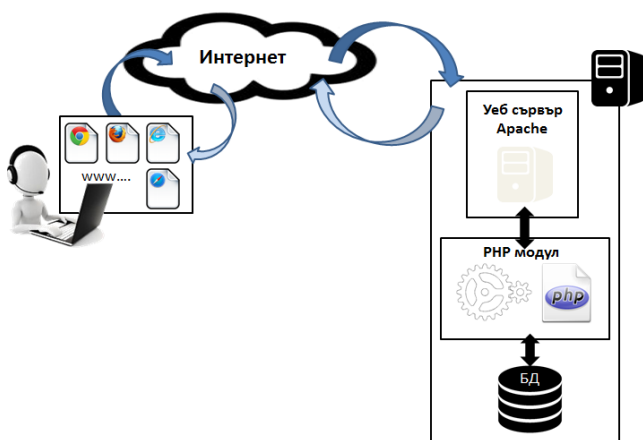 Интернет
www....
Уеб сървър
Apache
PHP модул
php
БД